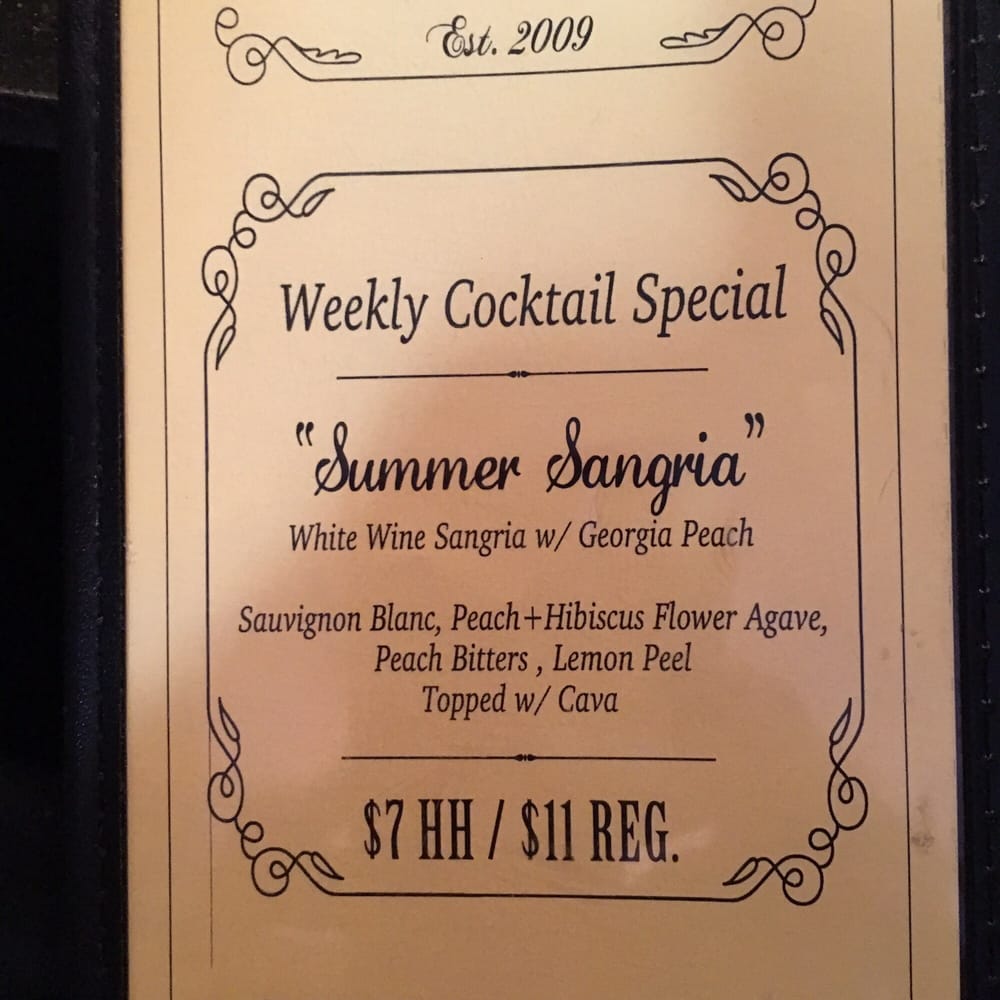 Est. 2009
Weekly Cocktail Special
"Summer Sangria"
White Wine Sangria w/ Georgia Peach
Sauvignon Blanc, Peach+Hibiscus Flower Agave,
Peach Bitters , Lemon Peel
Topped w/ Cava
$7 HH / $11 REG.